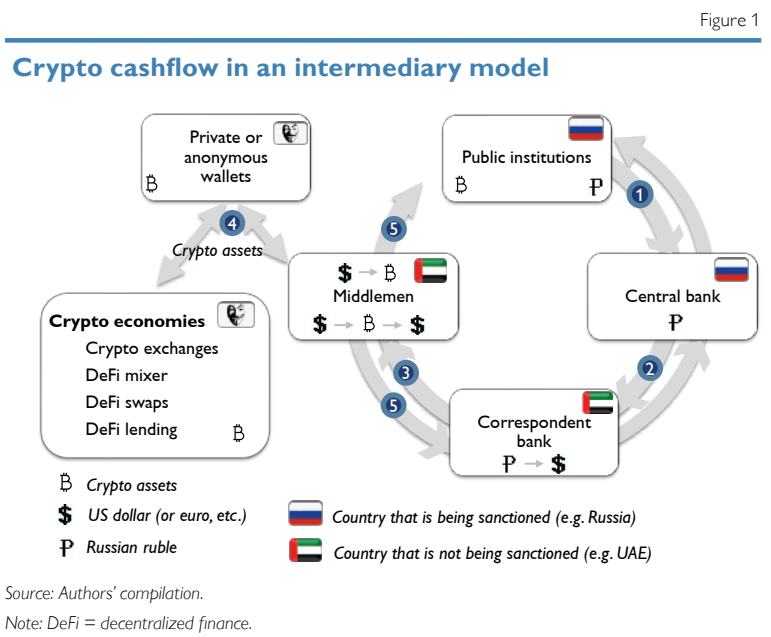 Figure 1
Crypto cashflow in an intermediary model
Private or
anonymous
wallets
₿
Public institutions
₿ Ᵽ
1
4
Crypto assets
5
$ → ₿
Middlemen
$ → ₿ → $
Central bank
Ᵽ
Crypto economies
Crypto exchanges
DeFi mixer
DeFi swaps
DeFi lending ₿
3
5
2
Correspondent
bank
Ᵽ → $
₿ Crypto assets
$ US dollar (or euro, etc.)
Ᵽ Russian ruble
Country that is being sanctioned (e.g. Russia)
Country that is not being sanctioned (e.g. UAE)
Source: Authors' compilation.
Note: DeFi = decentralized finance.